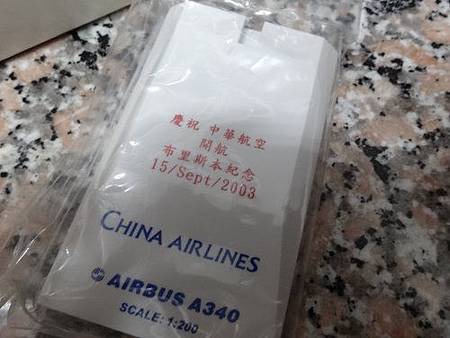 慶祝 中華航空
開航
布里斯本紀念
15/Sept/2003
CHINA AIRLINES
AIRBUS A340
SCALE: 1:200